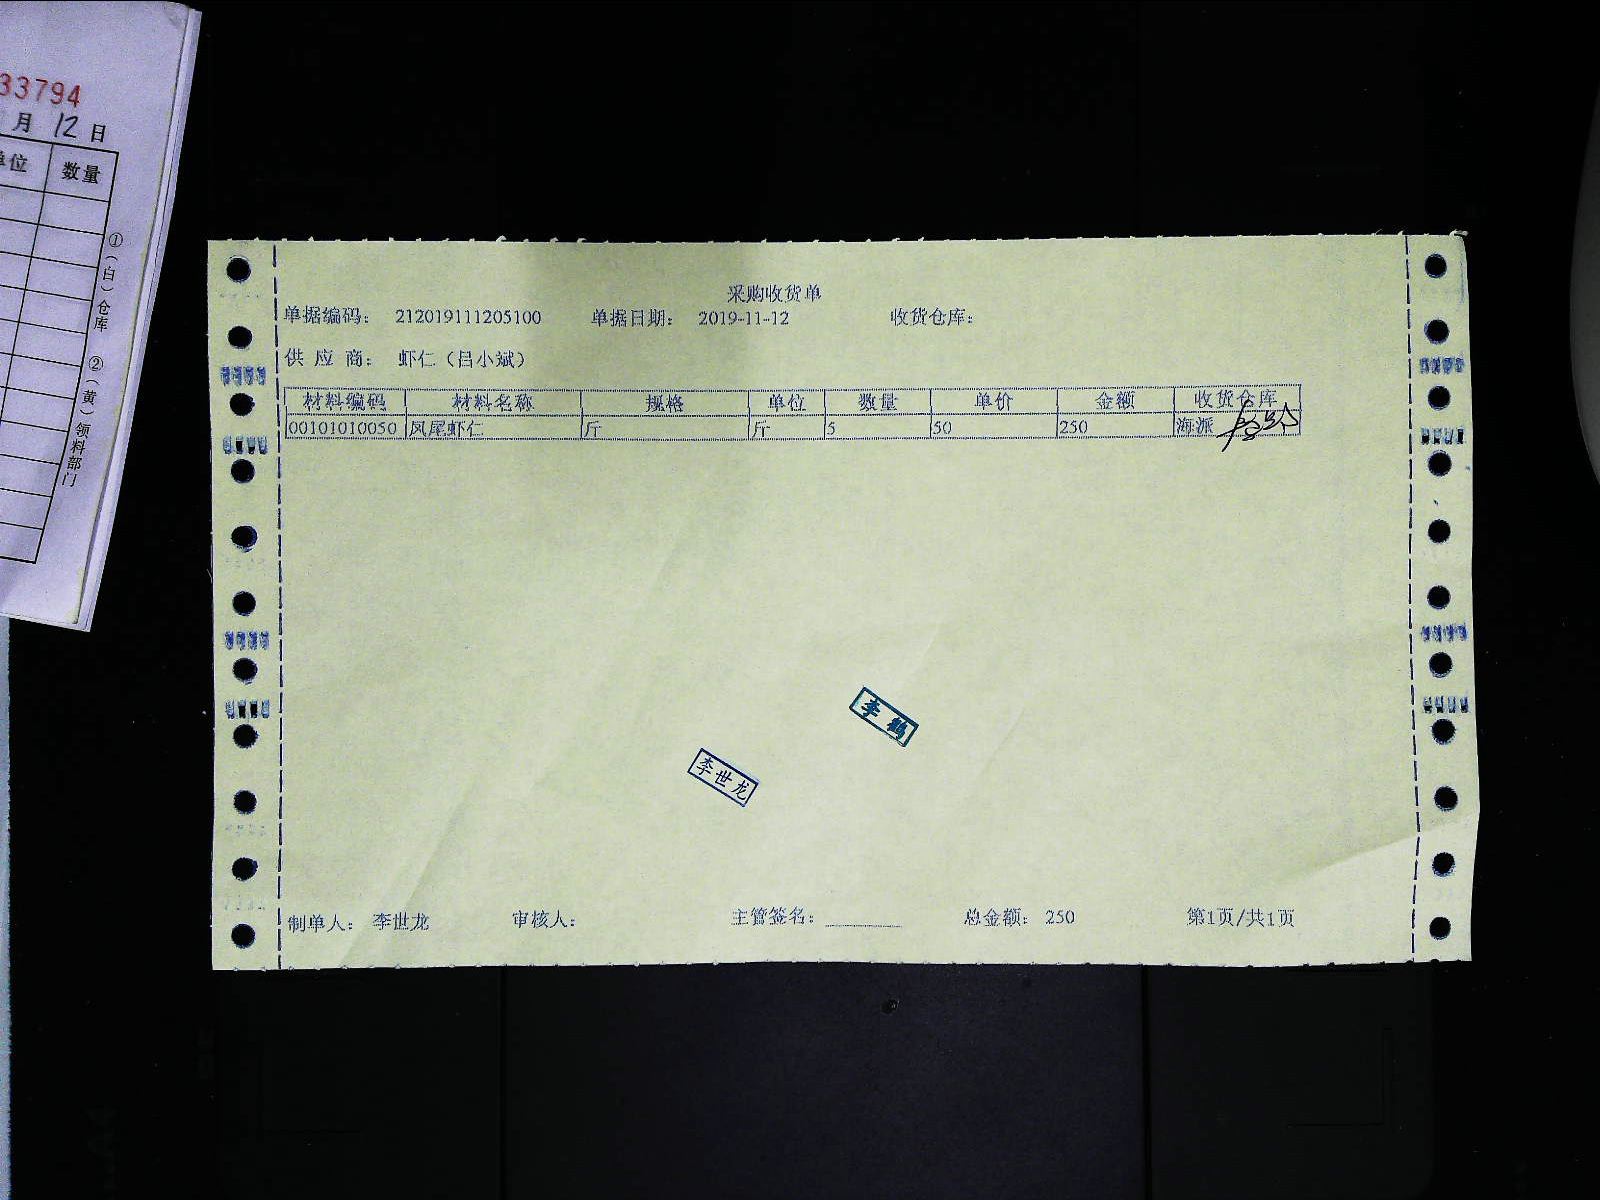 33794
月 12 日
单位 数量
①(白)仓库 ②(黄)领料部门
采购收货单
单据编码: 212019111205100 单据日期: 2019-11-12 收货仓库:
供 应 商: 虾仁(吕小斌)
材料编码 材料名称 规格 单位 数量 单价 金额 收货仓库
00101010050 凤尾虾仁 斤 斤 5 50 250 海派
李鹤
李世龙
制单人: 李世龙 审核人: 主管签名: 总金额: 250 第1页/共1页